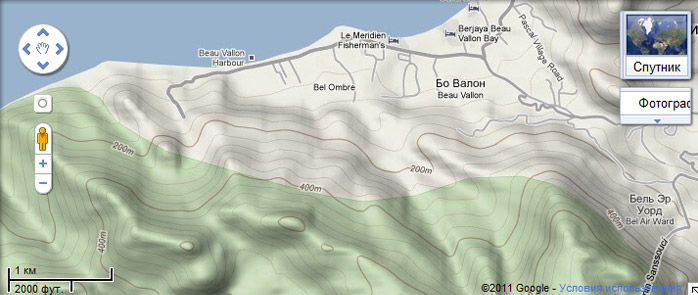 Beau Vallon
Harbour
Le Meridien
Fisherman's
Berjaya Beau
Vallon Bay
Pascal Village Road
Спутник
Фотограф
Bel Ombre
Бо Валон
Beau Vallon
200m
200m
400m
400m
400m
Бель Эр
Уорд
Bel Air Ward
Sanssouci
1 км
2000 фут.
©2011 Google - Условия использования